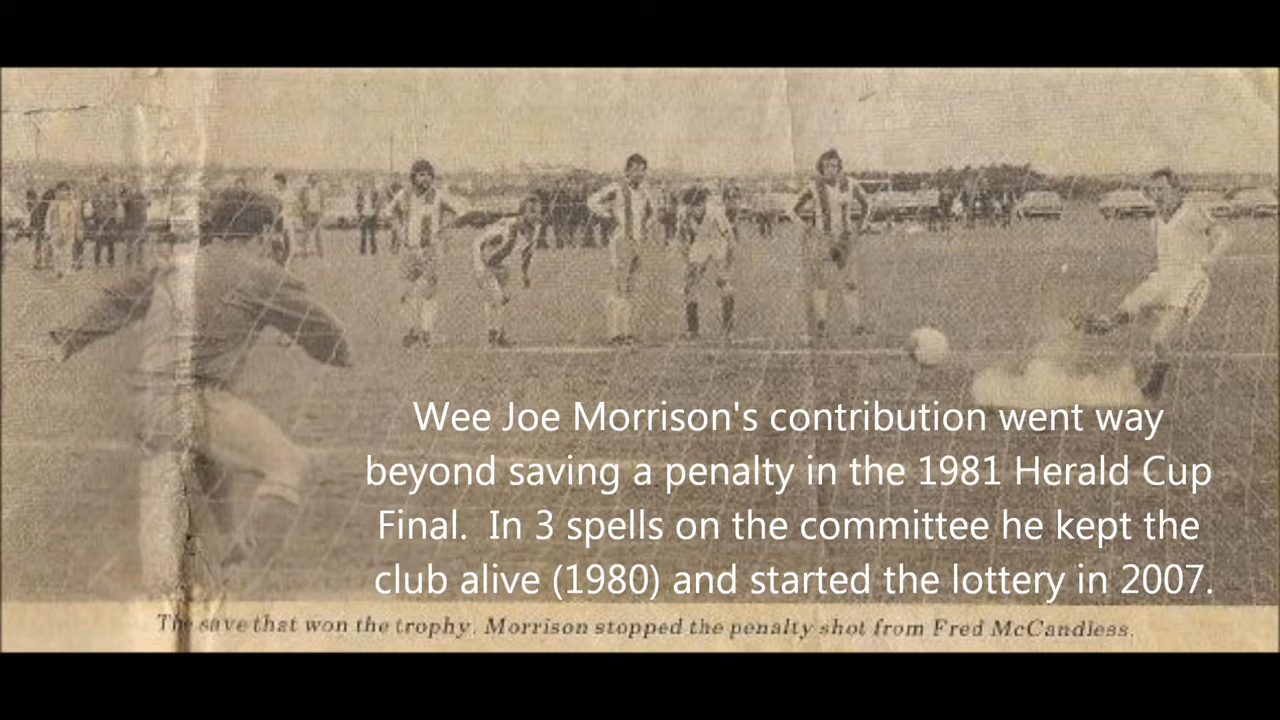 Wee Joe Morrison's contribution went way
beyond saving a penalty in the 1981 Herald Cup
Final.  In 3 spells on the committee he kept the
club alive (1980) and started the lottery in 2007.
The save that won the trophy. Morrison stopped the penalty shot from Fred McCandless.